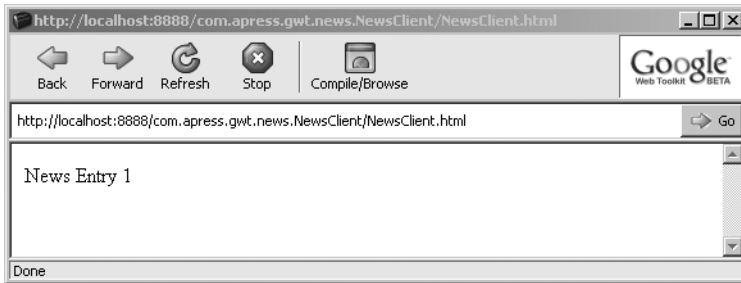 http://localhost:8888/com.apress.gwt.news.NewsClient/NewsClient.html
Back Forward Refresh Stop Compile/Browse
Google
Web Toolkit BETA
http://localhost:8888/com.apress.gwt.news.NewsClient/NewsClient.html Go
News Entry 1
Done